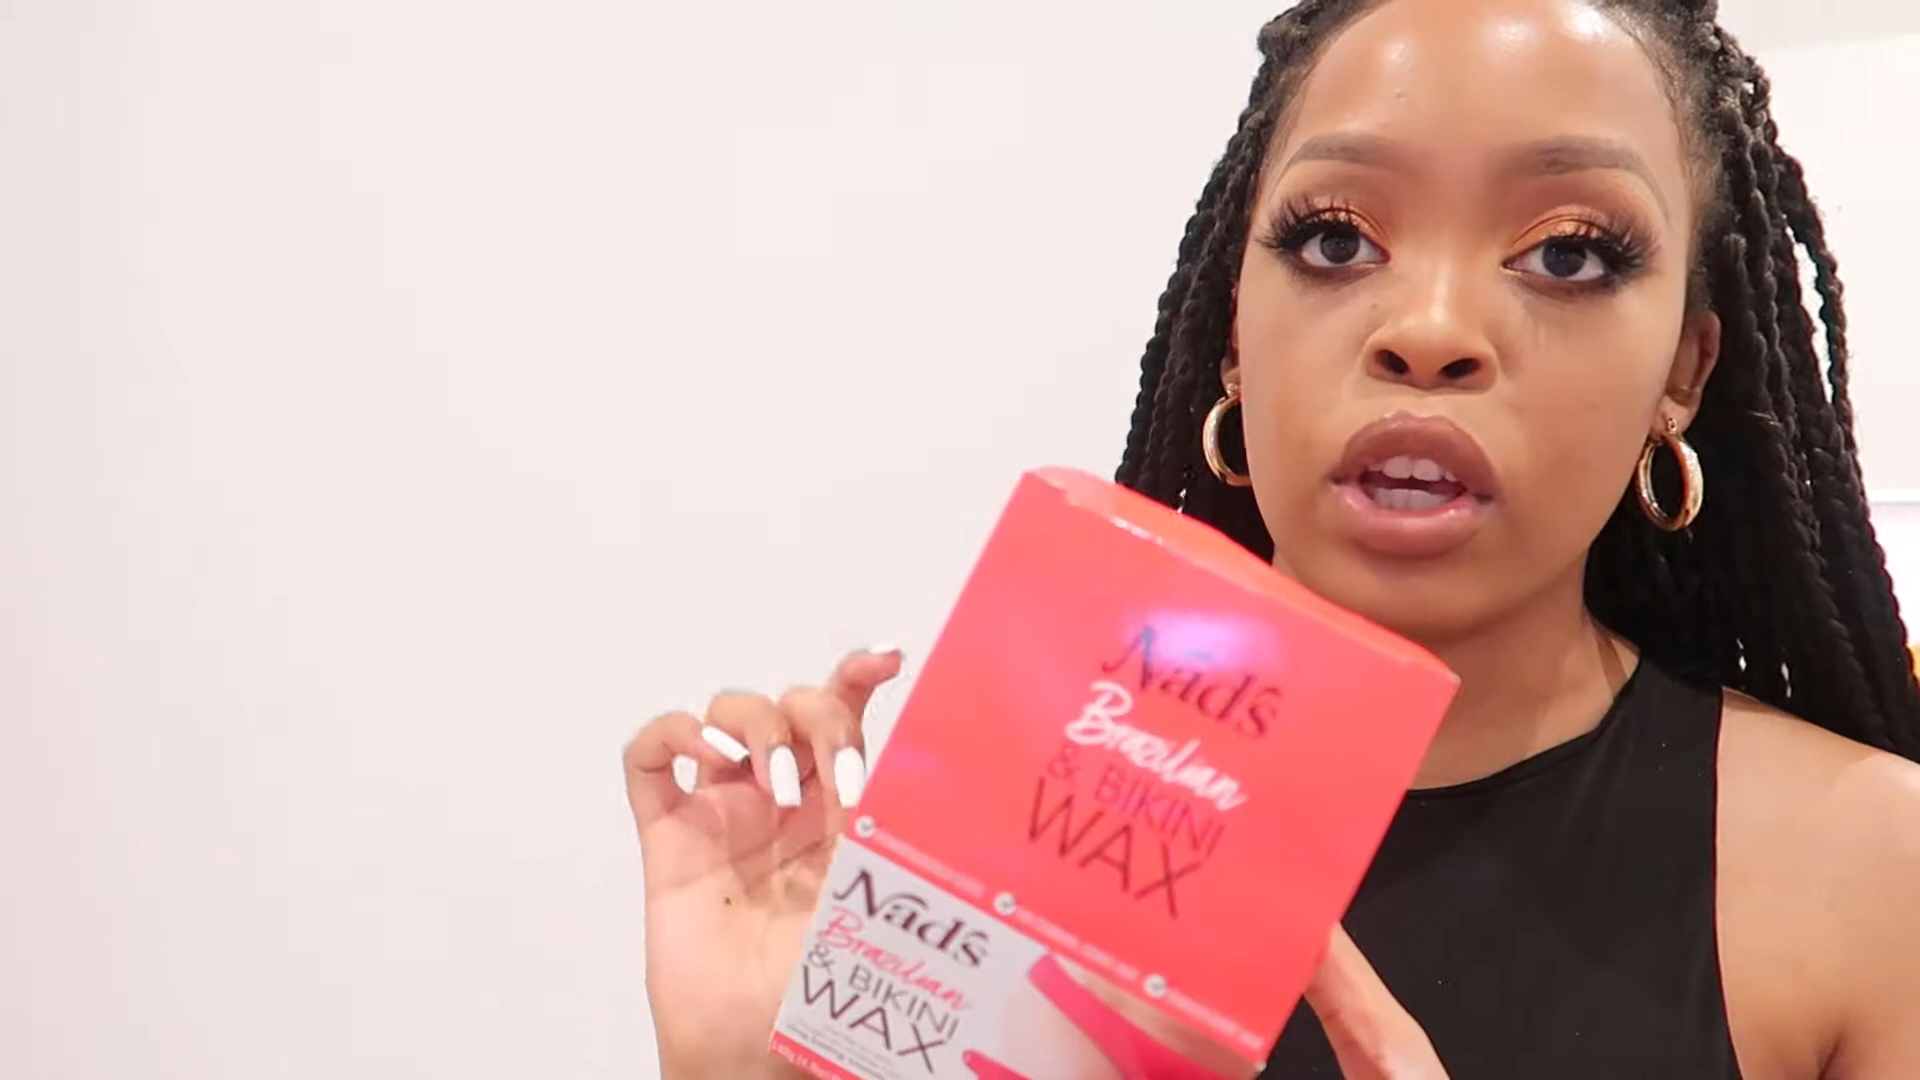 Nad's
Brazilian
& BIKINI
WAX
Nad's
Brazilian
& BIKINI
WAX